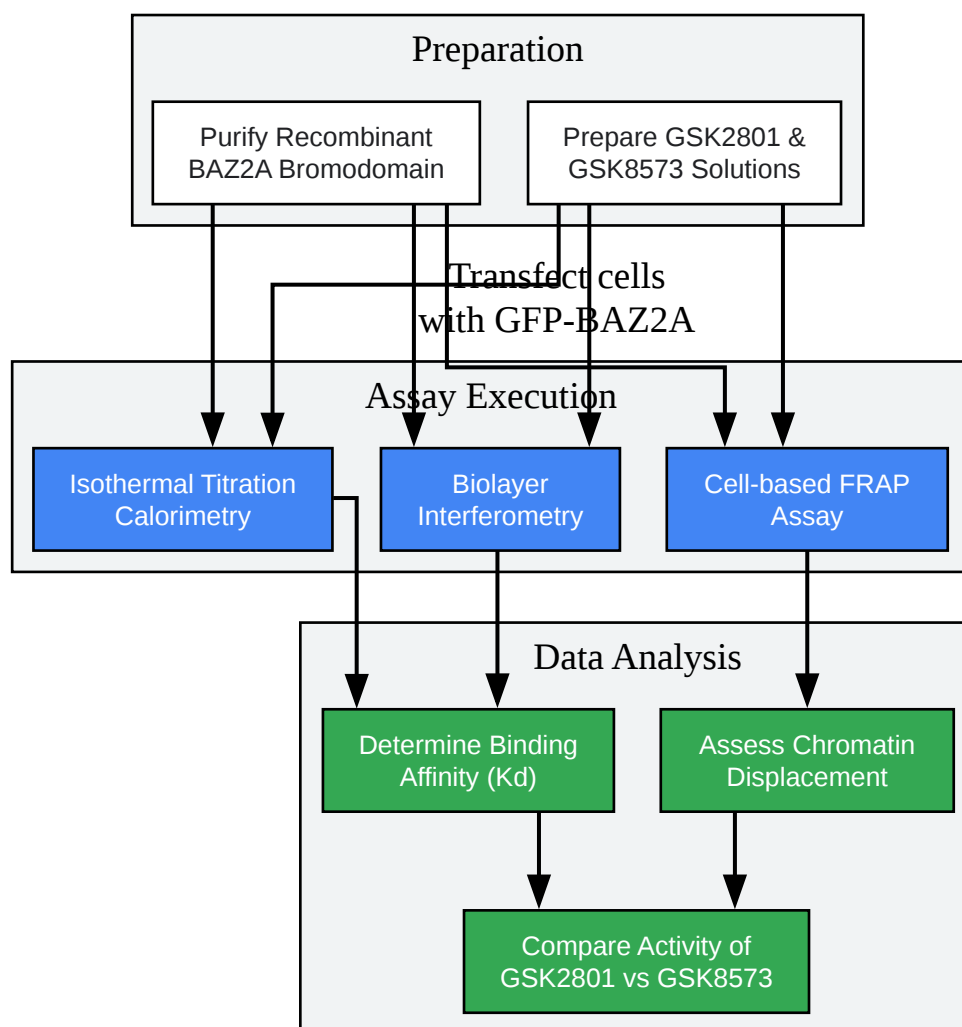 Preparation
Purify Recombinant
BAZ2A Bromodomain
Prepare GSK2801 &
GSK8573 Solutions
Transfect cells
with GFP-BAZ2A
Assay Execution
Isothermal Titration
Calorimetry
Biolayer
Interferometry
Cell-based FRAP
Assay
Data Analysis
Determine Binding
Affinity (Kd)
Assess Chromatin
Displacement
Compare Activity of
GSK2801 vs GSK8573